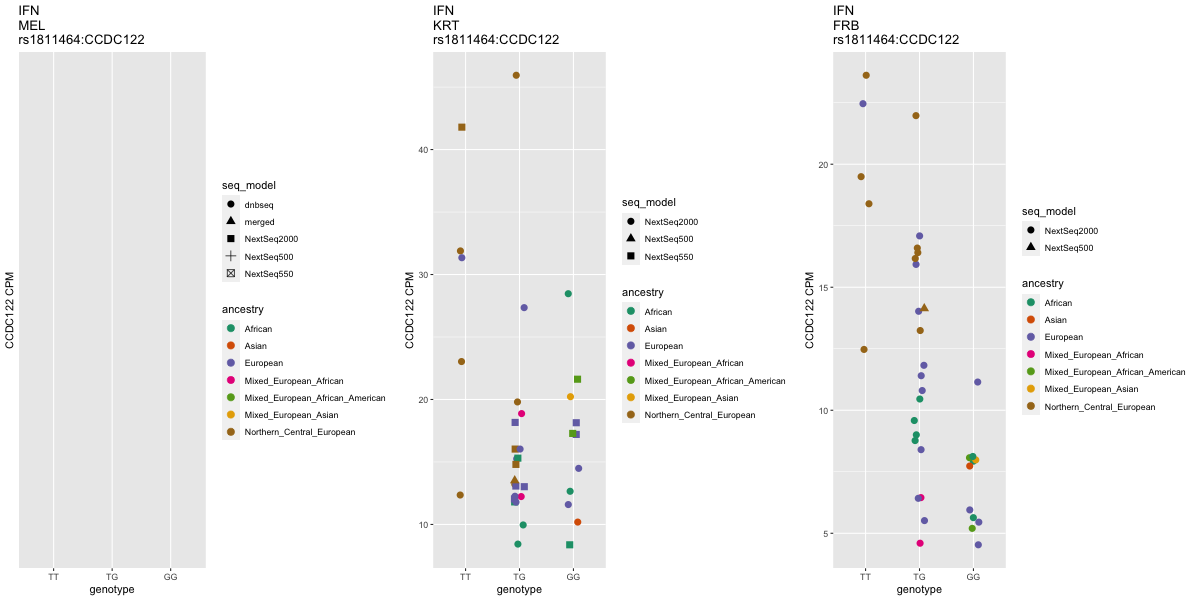 IFN
MEL
rs1811464:CCDC122
CCDC122 CPM
TT
TG
GG
genotype
seq_model
dnbseq
merged
NextSeq2000
NextSeq500
NextSeq550
ancestry
African
Asian
European
Mixed_European_African
Mixed_European_African_American
Mixed_European_Asian
Northern_Central_European
IFN
KRT
rs1811464:CCDC122
CCDC122 CPM
40
30
20
10
TT
TG
GG
genotype
seq_model
NextSeq2000
NextSeq500
NextSeq550
ancestry
African
Asian
European
Mixed_European_African
Mixed_European_African_American
Mixed_European_Asian
Northern_Central_European
IFN
FRB
rs1811464:CCDC122
CCDC122 CPM
20
15
10
5
TT
TG
GG
genotype
seq_model
NextSeq2000
NextSeq500
ancestry
African
Asian
European
Mixed_European_African
Mixed_European_African_American
Mixed_European_Asian
Northern_Central_European